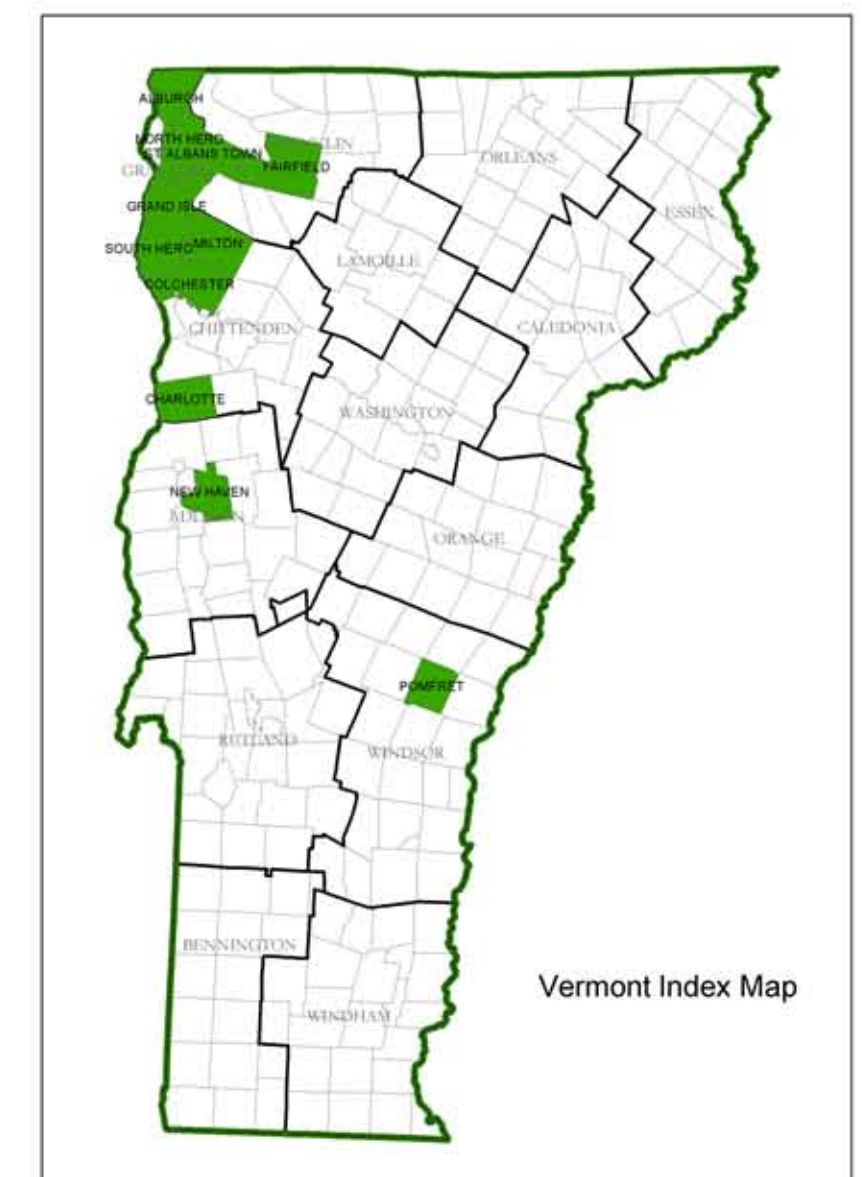 ALBURGH
NORTH HERO
ST ALBANS TOWN
FAIRFIELD
ORLEANS
ESSEX
GRAND ISLE
SOUTH HERO
MILTON
LAMOILLE
COLCHESTER
CHITTENDEN
CALEDONIA
CHARLOTTE
WASHINGTON
NEW HAVEN
ORANGE
POMFRET
RUTLAND
WINDSOR
BENNINGTON
Vermont Index Map
WINDHAM